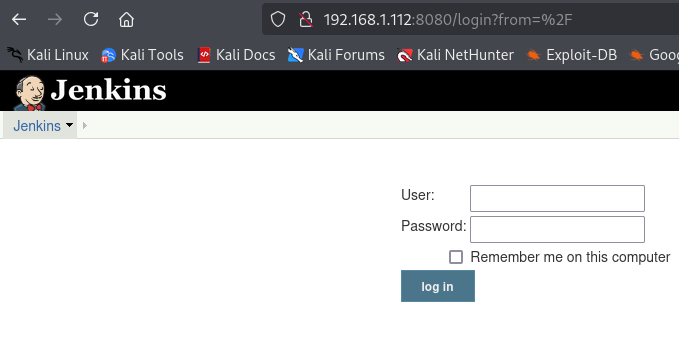 192.168.1.112:8080/login?from=%2F
Kali Linux Kali Tools Kali Docs Kali Forums Kali NetHunter Exploit-DB Goog
Jenkins
Jenkins
User:
Password:
Remember me on this computer
log in